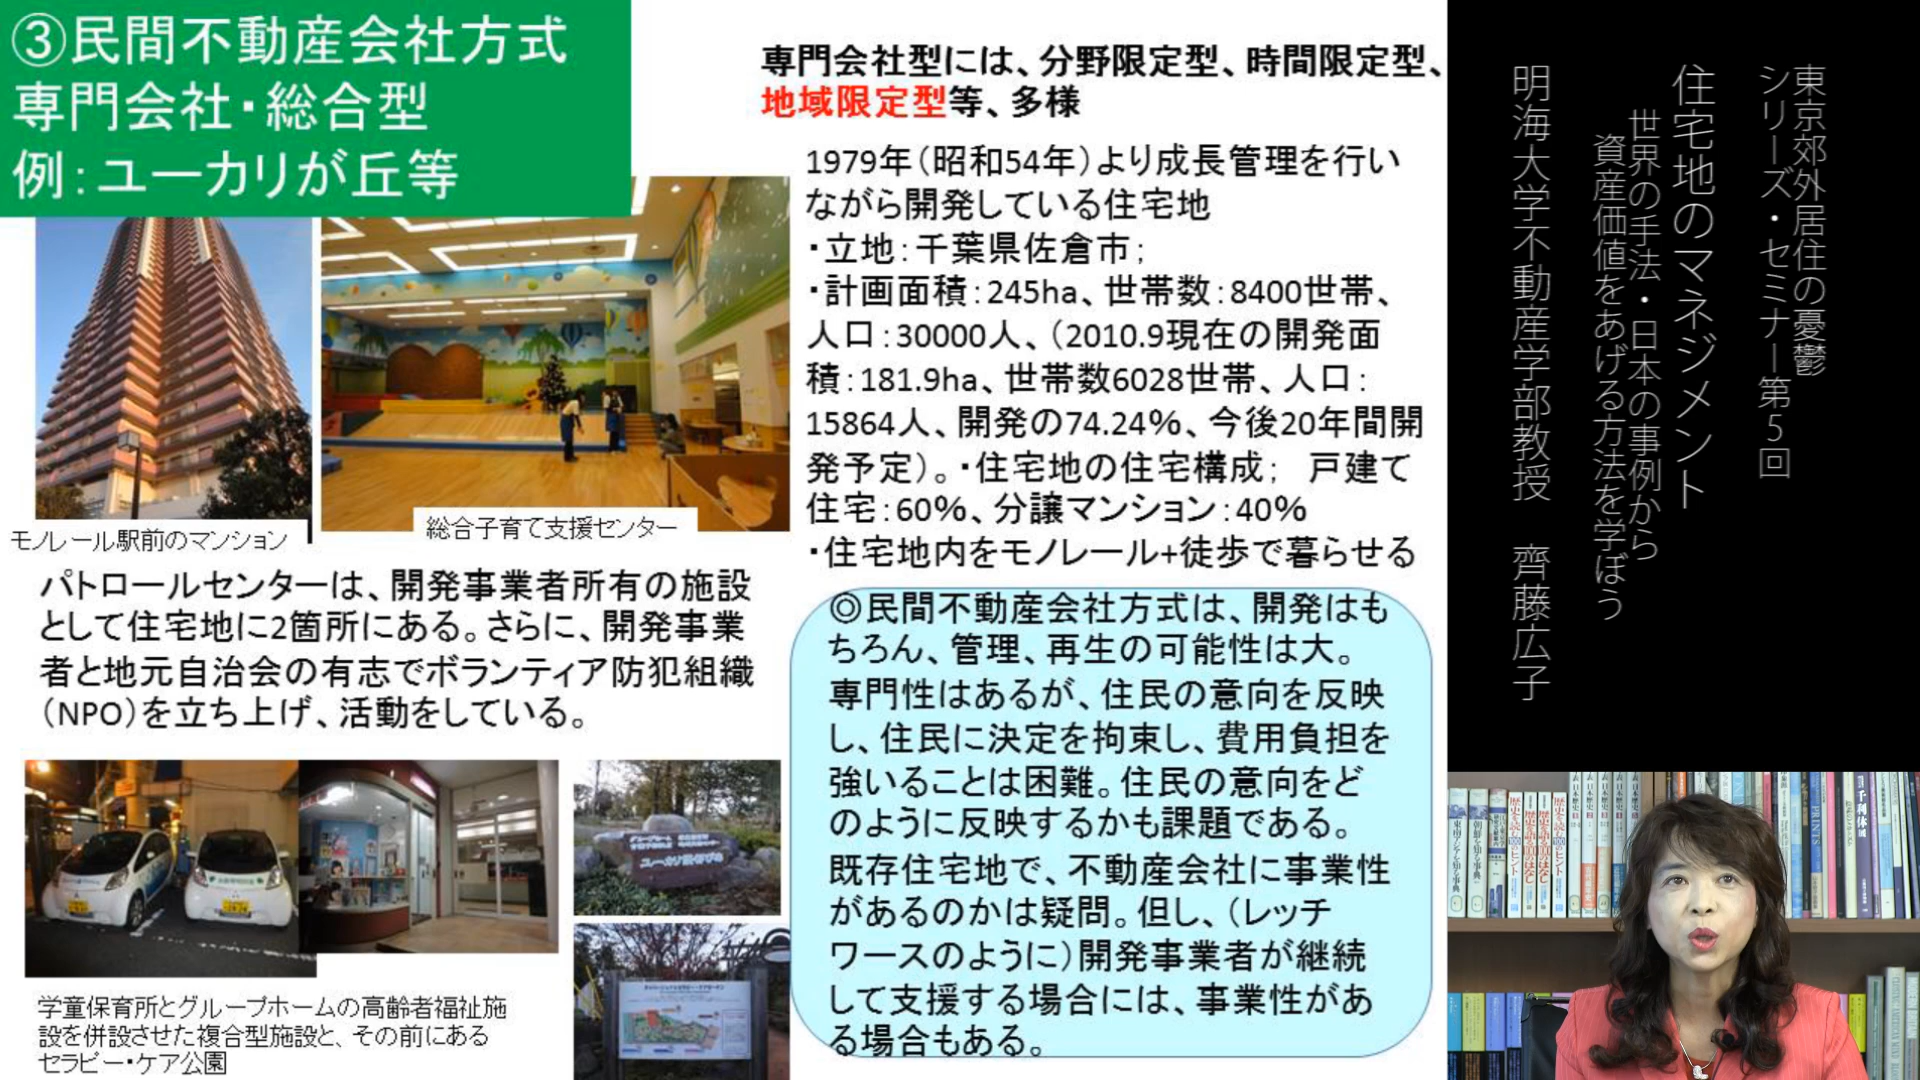 ③民間不動産会社方式
専門会社・総合型
例：ユーカリが丘等
専門会社型には、分野限定型、時間限定型、
地域限定型等、多様
1979年（昭和54年）より成長管理を行い
ながら開発している住宅地
・立地：千葉県佐倉市；
・計画面積：245ha、世帯数：8400世帯、
人口：30000人、（2010.9現在の開発面
積：181.9ha、世帯数6028世帯、人口：
15864人、開発の74.24％、今後20年間開
発予定）。・住宅地の住宅構成；　戸建て
住宅：60％、分譲マンション：40％
・住宅地内をモノレール+徒歩で暮らせる
モノレール駅前のマンション
総合子育て支援センター
パトロールセンターは、開発事業者所有の施設
として住宅地に2箇所にある。さらに、開発事業
者と地元自治会の有志でボランティア防犯組織
（NPO）を立ち上げ、活動をしている。
◎民間不動産会社方式は、開発はも
ちろん、管理、再生の可能性は大。
専門性はあるが、住民の意向を反映
し、住民に決定を拘束し、費用負担を
強いることは困難。住民の意向をど
のように反映するかも課題である。
既存住宅地で、不動産会社に事業性
があるのかは疑問。但し、（レッチ
ワースのように）開発事業者が継続
して支援する場合には、事業性があ
る場合もある。
学童保育所とグループホームの高齢者福祉施
設を併設させた複合型施設と、その前にある
セラピー・ケア公園
東京郊外居住の憂鬱
シリーズ・セミナー第5回
住宅地のマネジメント
世界の手法・日本の事例から
資産価値をあげる方法を学ぼう
明海大学不動産学部教授　齊藤広子